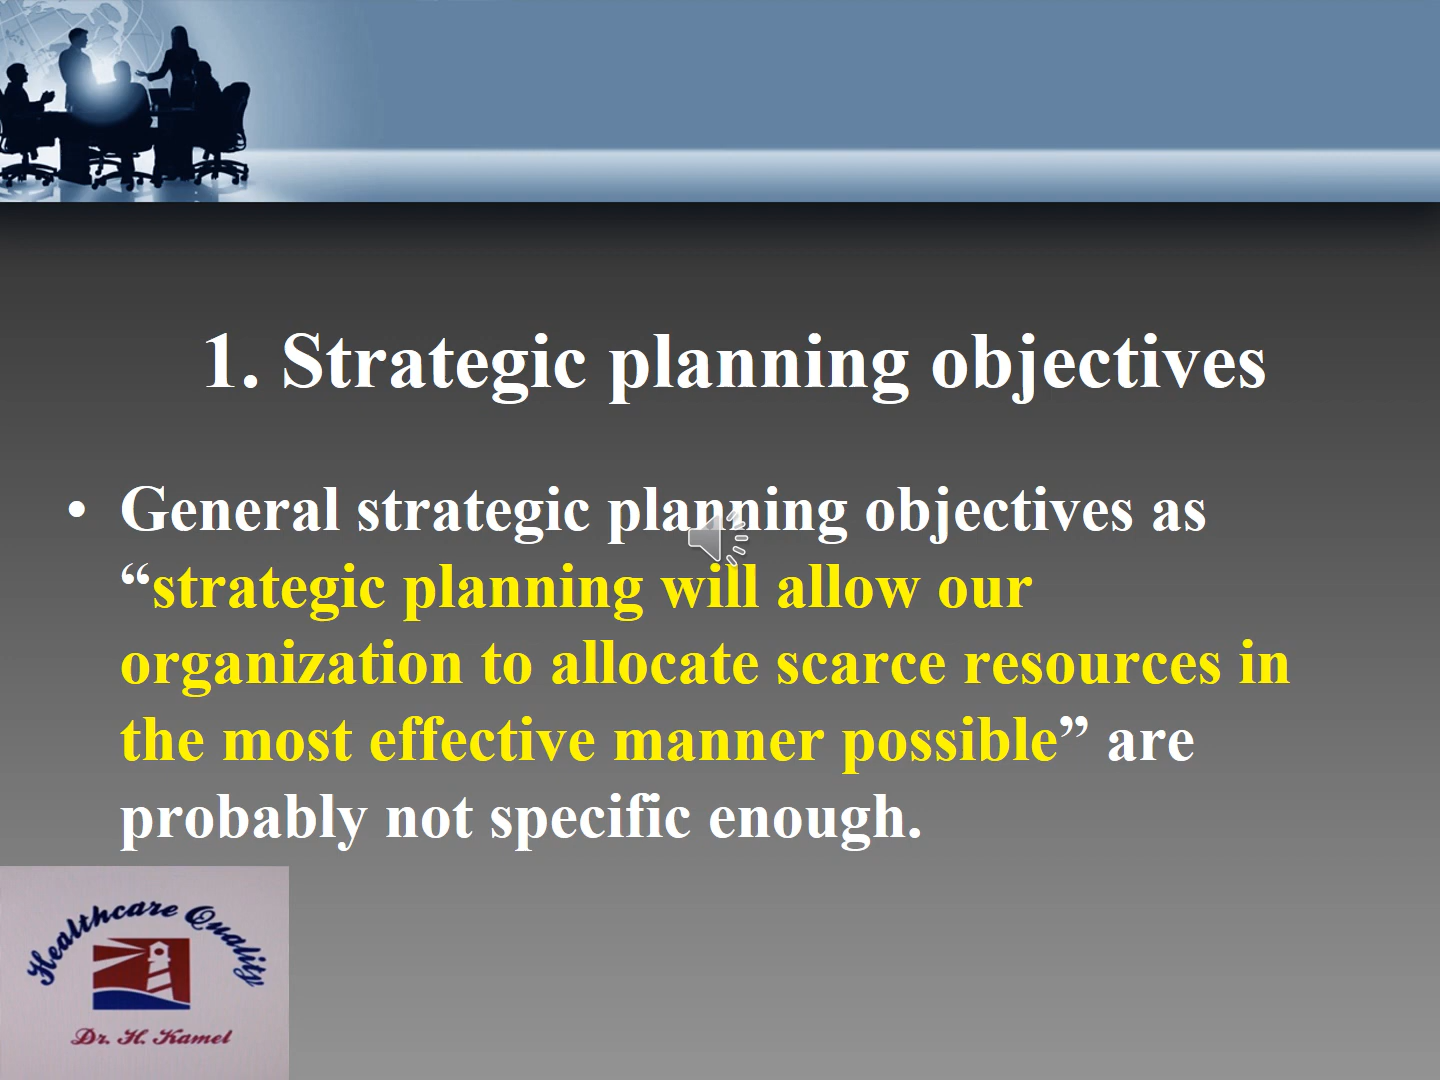 1. Strategic planning objectives
• General strategic planning objectives as
“strategic planning will allow our
organization to allocate scarce resources in
the most effective manner possible” are
probably not specific enough.
Healthcare Quality
Dr. H. Kamel